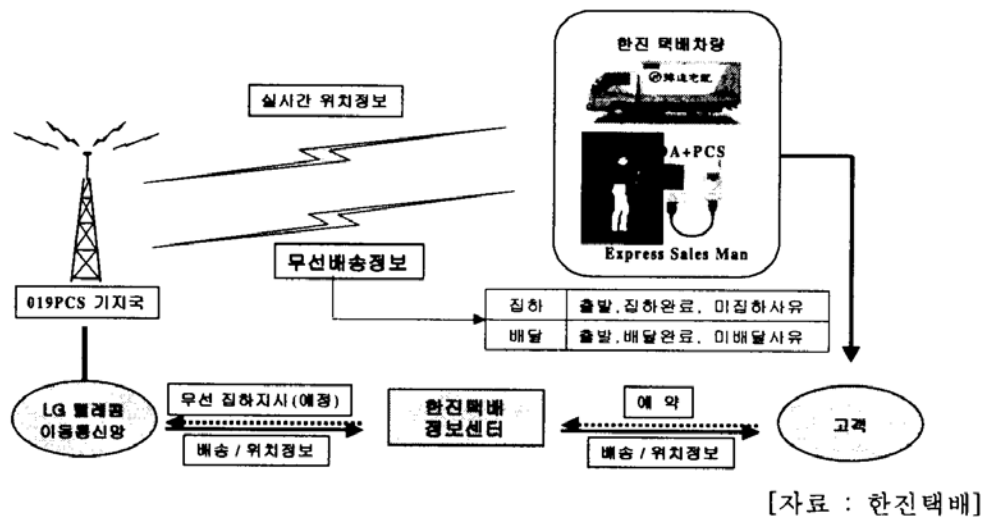 한진 택배차량
실시간 위치정보
DA+PCS
Express Sales Man
무선배송정보
019PCS 기지국
집하 출발,집하완료, 미집하사유
배달 출발,배달완료, 미배달사유
LG 텔레콤
이동통신망
무선 집하지시(예정)
배송 / 위치정보
한진택배
정보센터
예 약
배송 / 위치정보
고객
[자료 : 한진택배]